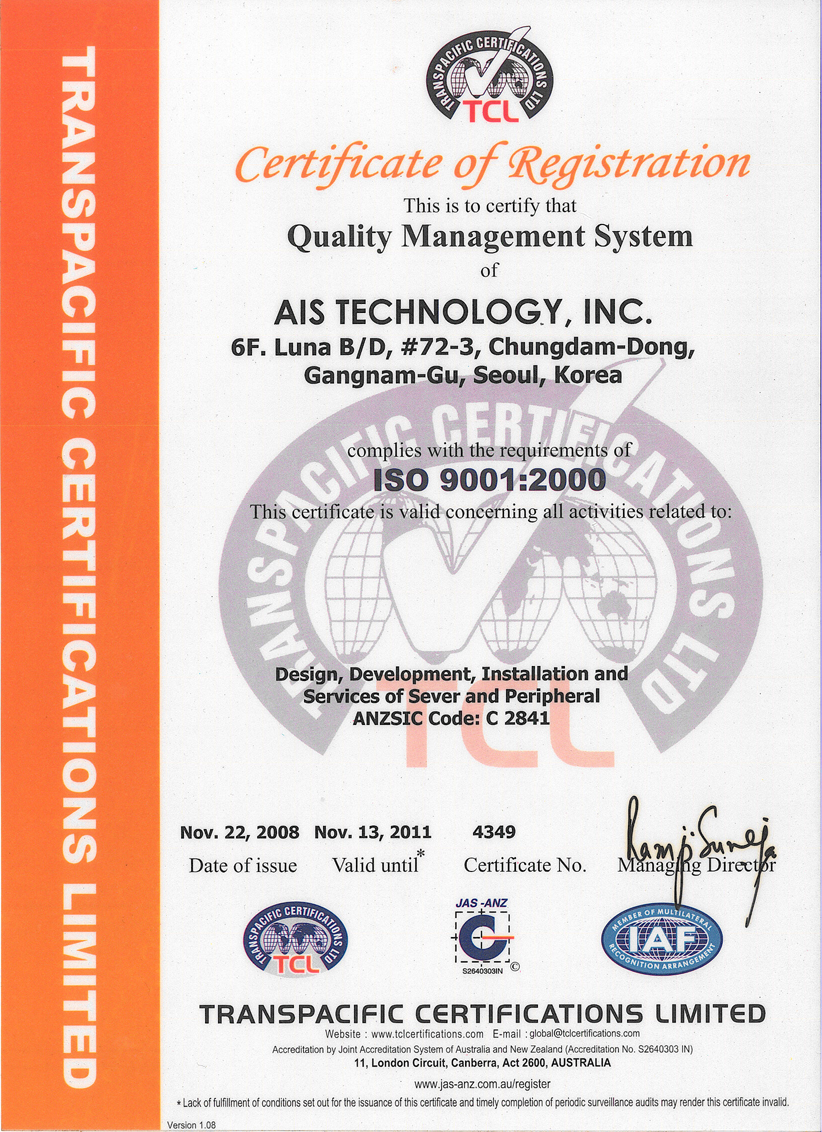 TRANSPACIFIC CERTIFICATIONS LIMITED
TRANSPACIFIC CERTIFICATIONS LTD
TCL
Certificate of Registration
This is to certify that
Quality Management System
of
AIS TECHNOLOGY, INC.
6F. Luna B/D, #72-3, Chungdam-Dong,
Gangnam-Gu, Seoul, Korea
TRANSPACIFIC CERTIFICATIONS LTD
complies with the requirements of
ISO 9001:2000
This certificate is valid concerning all activities related to:
Design, Development, Installation and
Services of Sever and Peripheral
ANZSIC Code: C 2841
TCL
Nov. 22, 2008 Nov. 13, 2011 4349
Ramji Suneja
Date of issue Valid until* Certificate No. Managing Director
TRANSPACIFIC CERTIFICATIONS LTD
TCL
JAS -ANZ
S2640303IN ©
MEMBER OF MULTILATERAL
IAF
RECOGNITION ARRANGEMENT
TRANSPACIFIC CERTIFICATIONS LIMITED
Website : www.tclcertifications.com E-mail : global@tclcertifications.com
Accreditation by Joint Accreditation System of Australia and New Zealand (Accreditation No. S2640303 IN)
11, London Circuit, Canberra, Act 2600, AUSTRALIA
www.jas-anz.com.au/register
* Lack of fulfillment of conditions set out for the issuance of this certificate and timely completion of periodic surveillance audits may render this certificate invalid.
Version 1.08